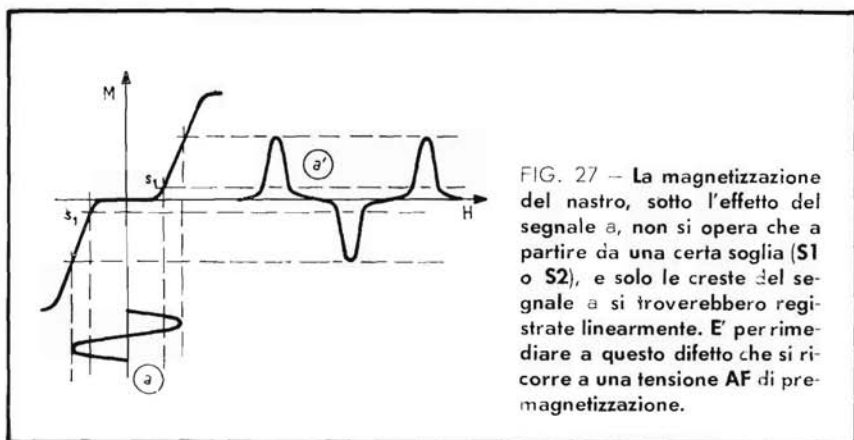 M
s₁
a'
H
s₁
a
FIG. 27 — La magnetizzazione
del nastro, sotto l'effetto del
segnale a, non si opera che a
partire da una certa soglia (S1
o S2), e solo le creste del se-
gnale a si troverebbero regi-
strate linearmente. E' per rime-
diare a questo difetto che si ri-
corre a una tensione AF di pre-
magnetizzazione.